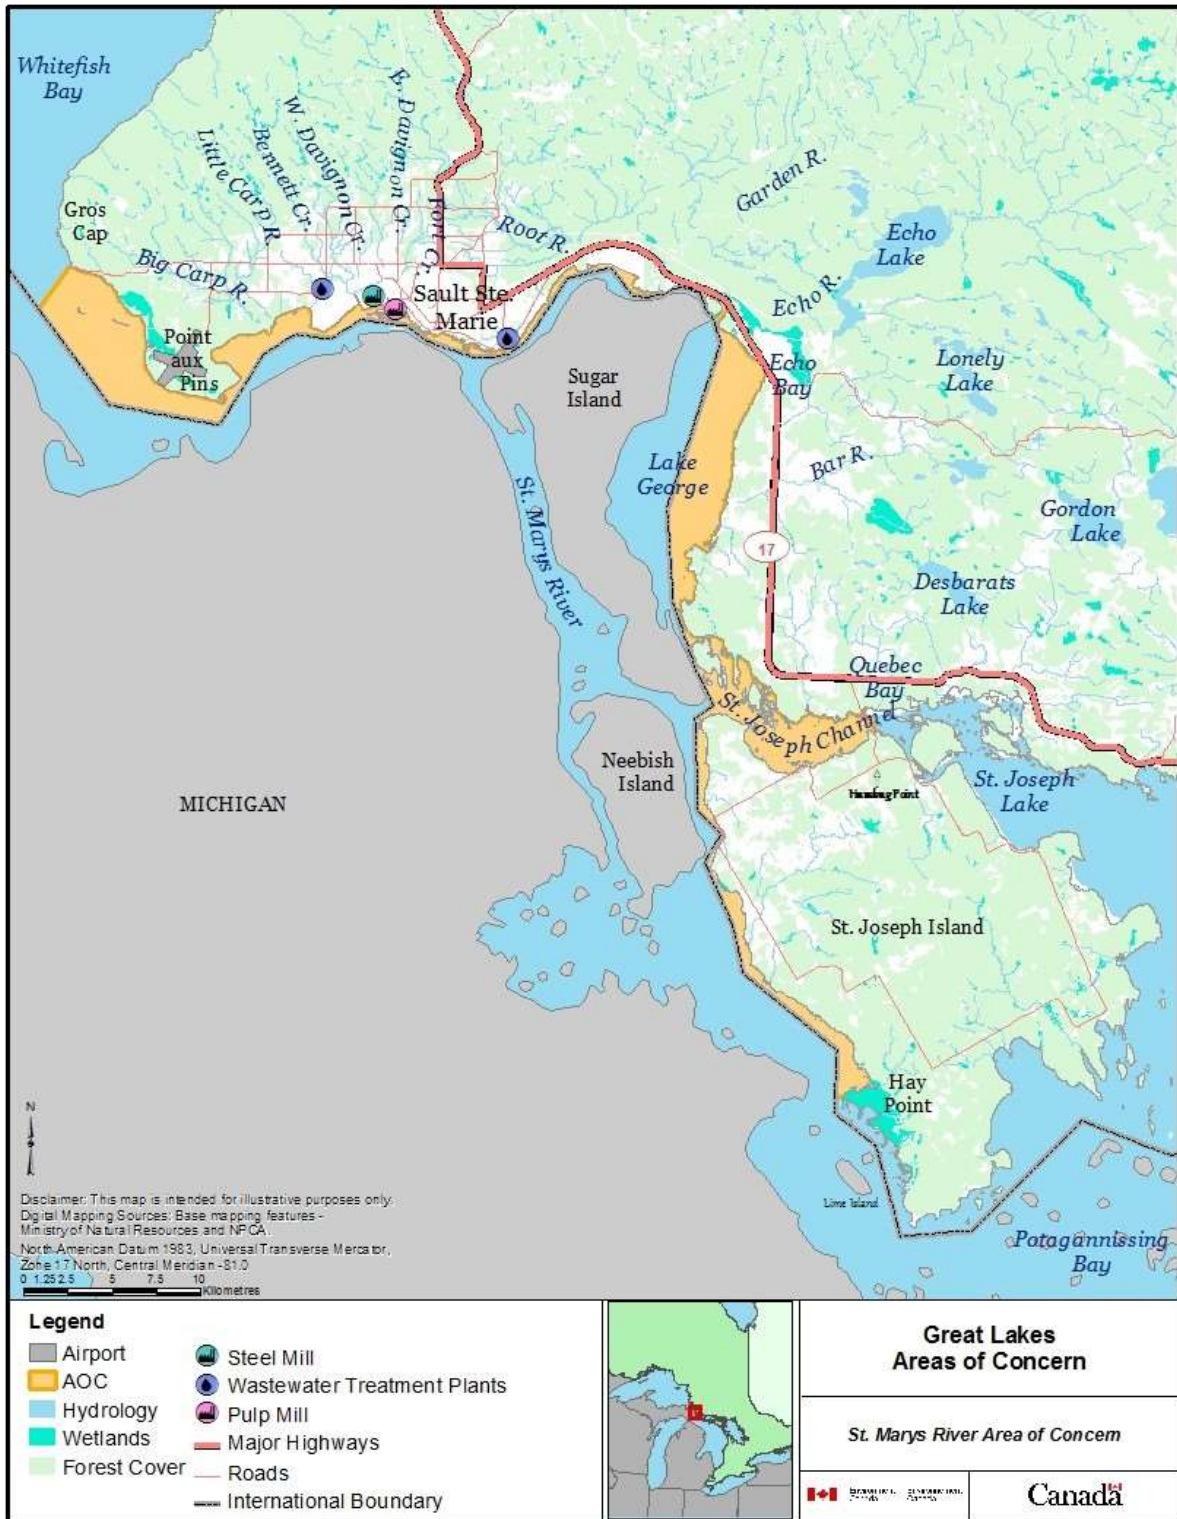 Whitefish
Bay
Little Carp R.
Bennett Cr.
W. Davignon Cr.
E. Davignon Cr.
Fort Cr.
Root R.
Garden R.
Gros
Cap
Big Carp R.
Echo
Lake
Echo R.
Sault Ste.
Marie
Point
aux
Pins
Echo
Bay
Lonely
Lake
Sugar
Island
Lake
George
Bar R.
Gordon
Lake
St. Marys River
17
Desbarats
Lake
Quebec
Bay
St. Joseph Channel
Neebish
Island
St. Joseph
Lake
MICHIGAN
St. Joseph Island
Hay
Point
Lime Island
Potagannissing
Bay
N
Disclaimer: This map is intended for illustrative purposes only.
Digital Mapping Sources: Base mapping features -
Ministry of Natural Resources and NPCA.
North American Datum 1983, Universal Transverse Mercator,
Zone 17 North, Central Meridian -81.0
0 1.25 2.5 5 7.5 10
Kilometres
Legend
Airport
AOC
Hydrology
Wetlands
Forest Cover
Steel Mill
Wastewater Treatment Plants
Pulp Mill
Major Highways
Roads
International Boundary
Great Lakes
Areas of Concern
St. Marys River Area of Concern
Environment Environnement
Canada Canada
Canada